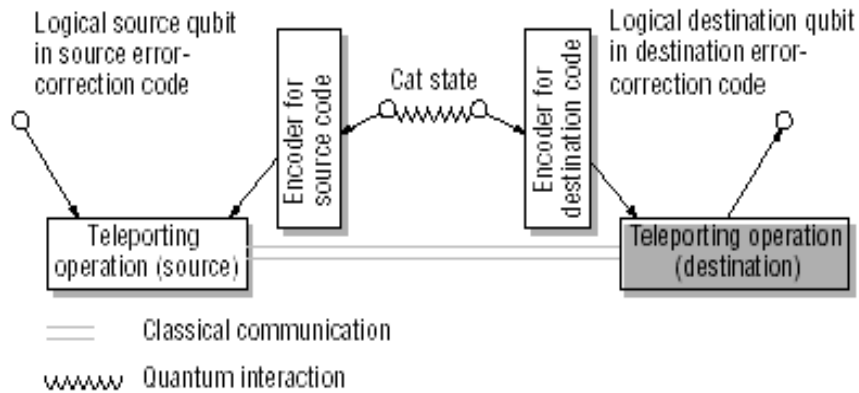 Logical source qubit
in source error-
correction code
Encoder for
source code
Cat state
Encoder for
destination code
Logical destination qubit
in destination error-
correction code
Teleporting
operation (source)
Teleporting operation
(destination)
Classical communication
Quantum interaction